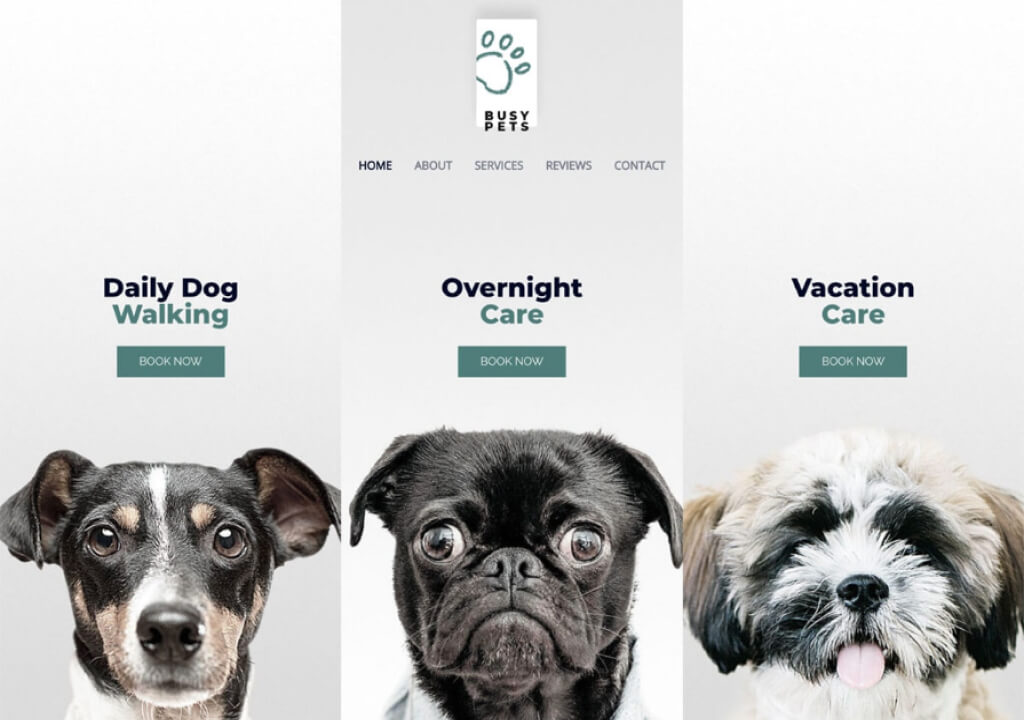 BUSY
PETS
HOME ABOUT SERVICES REVIEWS CONTACT
Daily Dog
Walking
BOOK NOW
Overnight
Care
BOOK NOW
Vacation
Care
BOOK NOW